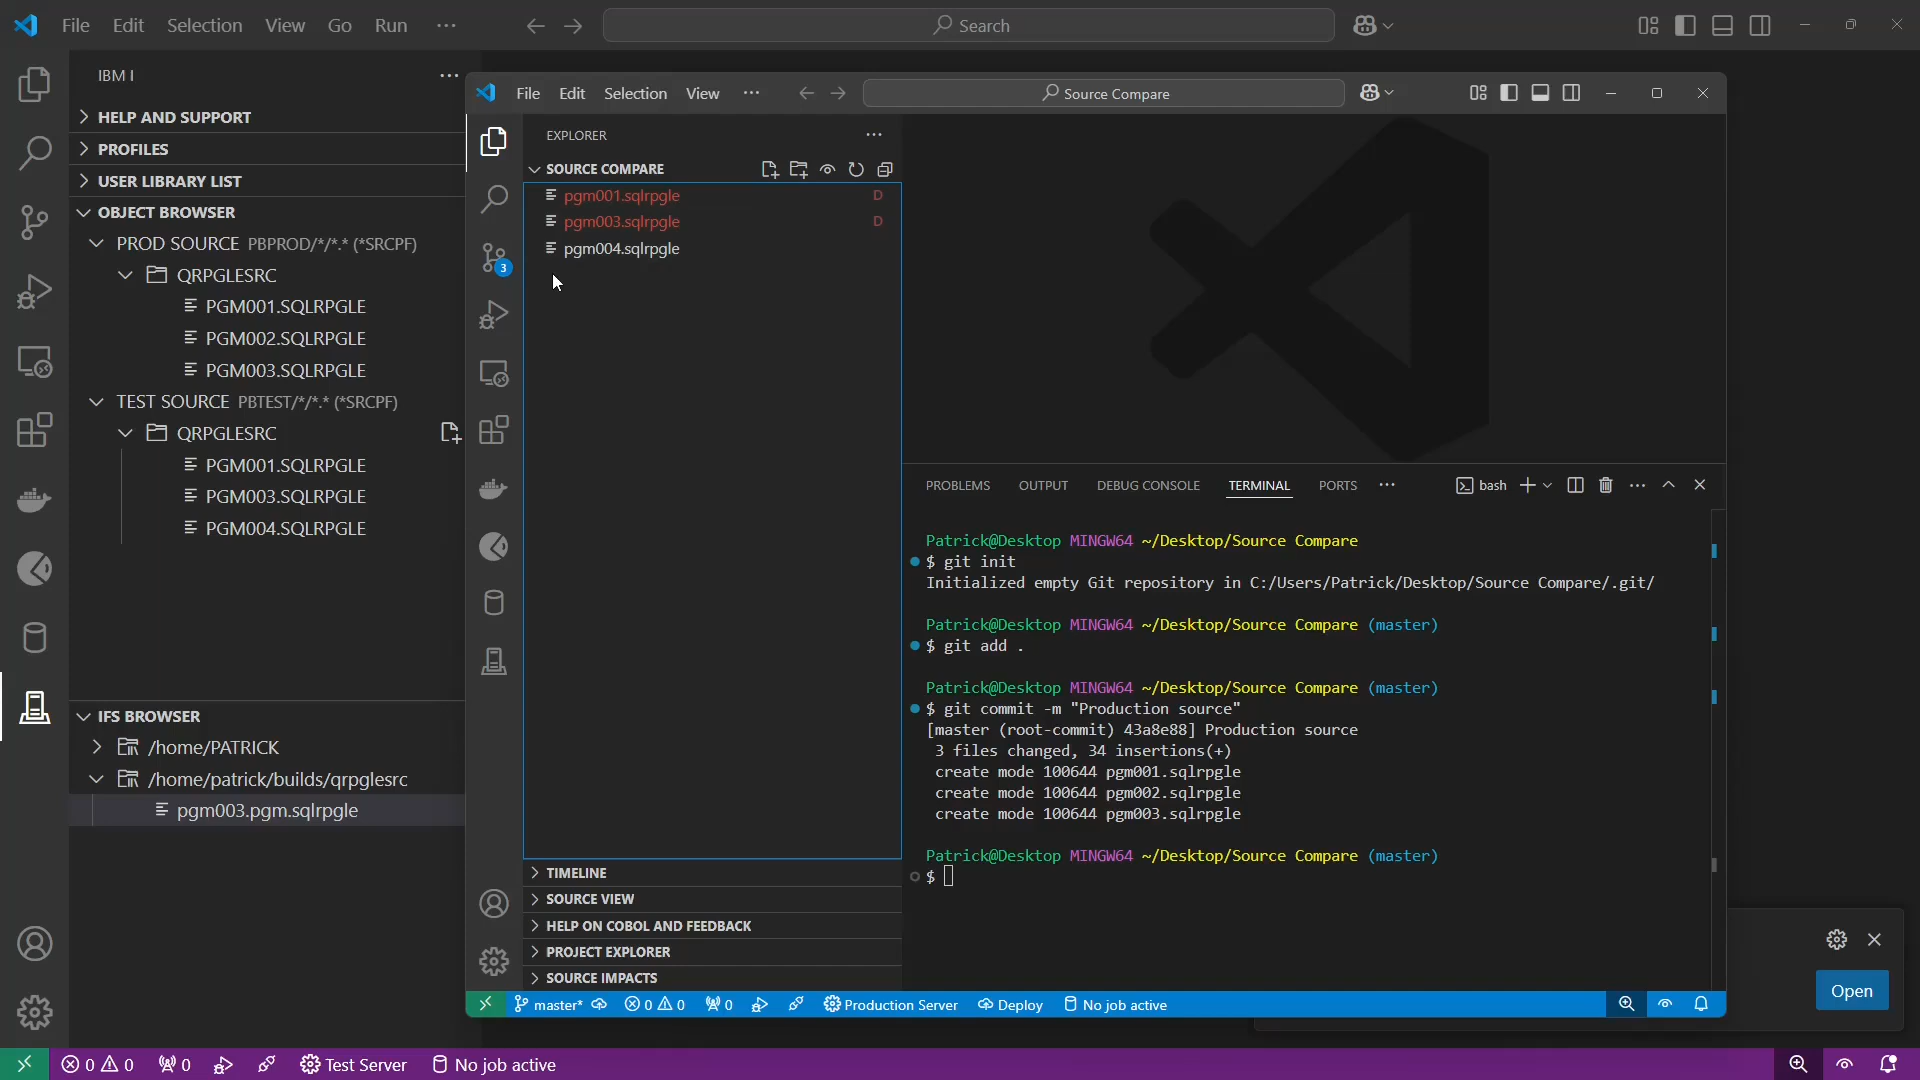 File Edit Selection View Go Run ···
Search
IBM I
HELP AND SUPPORT
PROFILES
USER LIBRARY LIST
OBJECT BROWSER
PROD SOURCE PBPROD/*/*.* (*SRCPF)
QRPGLESRC
PGM001.SQLRPGLE
PGM002.SQLRPGLE
PGM003.SQLRPGLE
TEST SOURCE PBTEST/*/*.* (*SRCPF)
QRPGLESRC
PGM001.SQLRPGLE
PGM003.SQLRPGLE
PGM004.SQLRPGLE
IFS BROWSER
/home/PATRICK
/home/patrick/builds/qrpglesrc
pgm003.pgm.sqlrpgle
File Edit Selection View ···
Source Compare
3
EXPLORER
SOURCE COMPARE
pgm001.sqlrpgle D
pgm003.sqlrpgle D
pgm004.sqlrpgle
TIMELINE
SOURCE VIEW
HELP ON COBOL AND FEEDBACK
PROJECT EXPLORER
SOURCE IMPACTS
PROBLEMS OUTPUT DEBUG CONSOLE TERMINAL PORTS ··· bash
Patrick@Desktop MINGW64 ~/Desktop/Source Compare
$ git init
Initialized empty Git repository in C:/Users/Patrick/Desktop/Source Compare/.git/
Patrick@Desktop MINGW64 ~/Desktop/Source Compare (master)
$ git add .
Patrick@Desktop MINGW64 ~/Desktop/Source Compare (master)
$ git commit -m "Production source"
[master (root-commit) 43a8e88] Production source
3 files changed, 34 insertions(+)
create mode 100644 pgm001.sqlrpgle
create mode 100644 pgm002.sqlrpgle
create mode 100644 pgm003.sqlrpgle
Patrick@Desktop MINGW64 ~/Desktop/Source Compare (master)
$
master* 0 0 0 Production Server Deploy No job active
Open
0 0 0 Test Server No job active